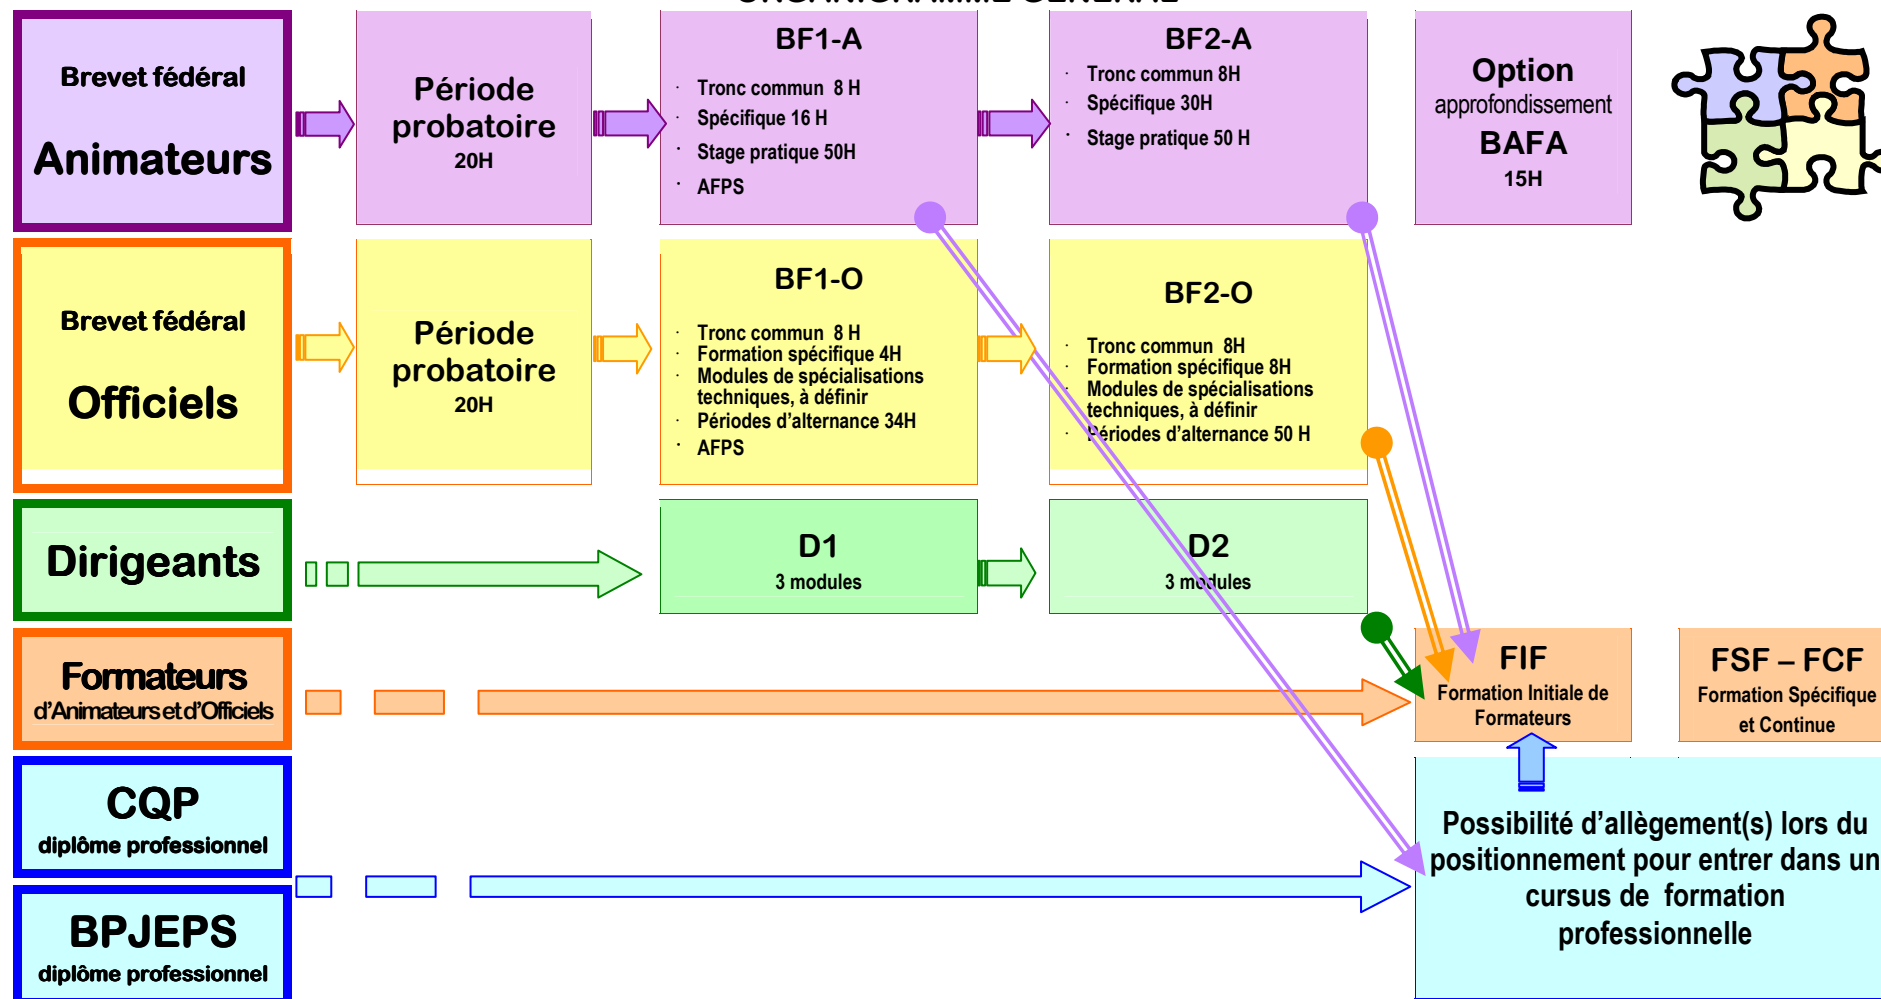 ORGANIGRAMME GENERAL
Brevet fédéral
Animateurs
Période
probatoire
20H
BF1-A
· Tronc commun 8 H
· Spécifique 16 H
· Stage pratique 50H
· AFPS
BF2-A
· Tronc commun 8H
· Spécifique 30H
· Stage pratique 50 H
Option
approfondissement
BAFA
15H
Brevet fédéral
Officiels
Période
probatoire
20H
BF1-O
· Tronc commun 8 H
· Formation spécifique 4H
· Modules de spécialisations
techniques, à définir
· Périodes d'alternance 34H
· AFPS
BF2-O
· Tronc commun 8H
· Formation spécifique 8H
· Modules de spécialisations
techniques, à définir
· Périodes d'alternance 50 H
Dirigeants
D1
3 modules
D2
3 modules
Formateurs
d'Animateurs et d'Officiels
FIF
Formation Initiale de
Formateurs
FSF – FCF
Formation Spécifique
et Continue
CQP
diplôme professionnel
BPJEPS
diplôme professionnel
Possibilité d'allègement(s) lors du
positionnement pour entrer dans un
cursus de formation
professionnelle